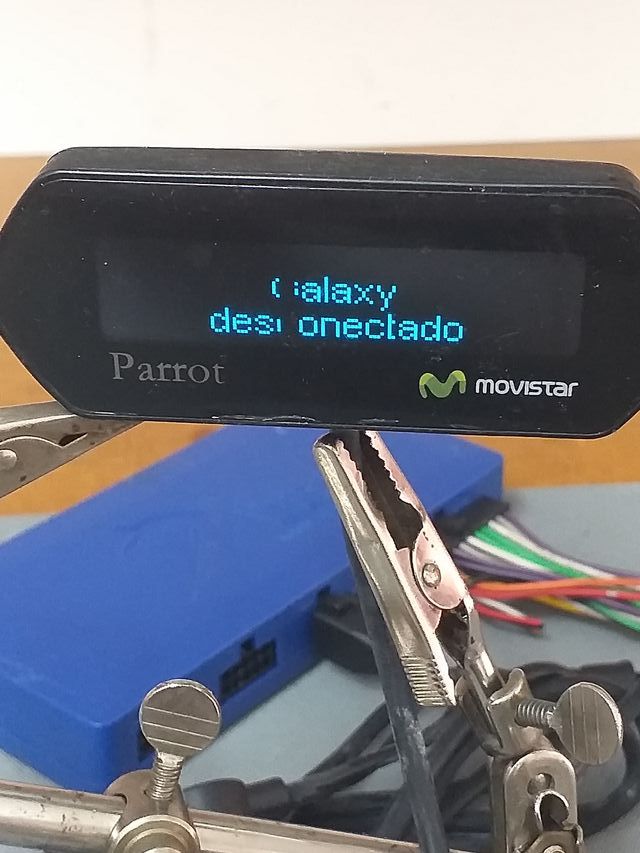 Galaxy
desconectado
Parrot
movistar